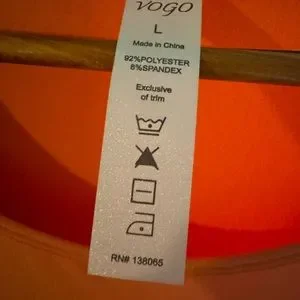 VOGO
L
Made in China
92%POLYESTER
8%SPANDEX
Exclusive
of trim
RN# 138065